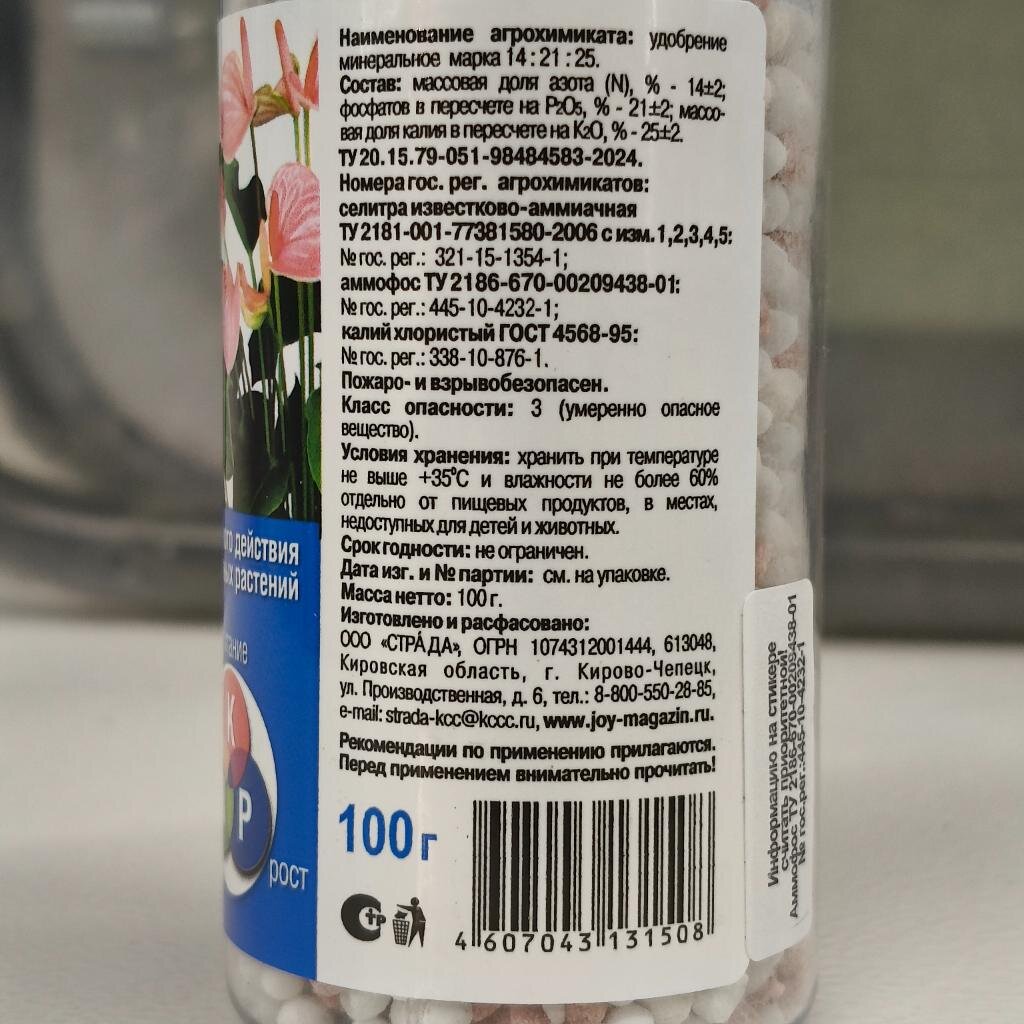 Наименование агрохимиката: удобрение
минеральное марка 14 : 21 : 25.
Состав: массовая доля азота (N), % - 14±2;
фосфатов в пересчете на P₂O₅, % - 21±2; массо-
вая доля калия в пересчете на K₂O, % - 25±2.
ТУ 20.15.79-051-98484583-2024.
Номера гос. рег. агрохимикатов:
селитра известково-аммиачная
ТУ 2181-001-77381580-2006 с изм.1,2,3,4,5:
№ гос. рег.: 321-15-1354-1;
аммофос ТУ 2186-670-00209438-01:
№ гос. рег.: 445-10-4232-1;
калий хлористый ГОСТ 4568-95:
№ гос. рег.: 338-10-876-1.
Пожаро- и взрывобезопасен.
Класс опасности: 3 (умеренно опасное
вещество).
Условия хранения: хранить при температуре
не выше +35°С и влажности не более 60%
отдельно от пищевых продуктов, в местах,
недоступных для детей и животных.
Срок годности: не ограничен.
Дата изг. и № партии: см. на упаковке.
Масса нетто: 100 г.
Изготовлено и расфасовано:
ООО «СТРАДА», ОГРН 1074312001444, 613048,
Кировская область, г. Кирово-Чепецк,
ул. Производственная, д. 6, тел.: 8-800-550-28-85,
e-mail: strada-kcc@kccc.ru, www.joy-magazin.ru.
Рекомендации по применению прилагаются.
Перед применением внимательно прочитать!
100 г
4 607043 131508
действия
растений
K
P
рост
Информацию на стикере
считать приоритетной!
Аммофос ТУ 2186-670-00209438-01
№ гос.рег.:445-10-4232-1